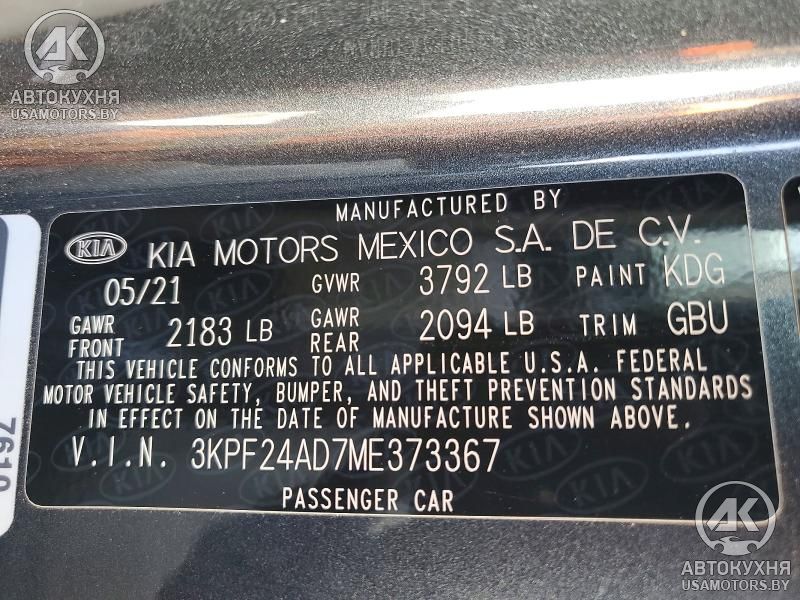 AK
АВТОКУХНЯ
USAMOTORS.BY
MANUFACTURED BY
KIA KIA MOTORS MEXICO S.A. DE C.V.
05/21 GVWR 3792 LB PAINT KDG
GAWR FRONT 2183 LB GAWR REAR 2094 LB TRIM GBU
THIS VEHICLE CONFORMS TO ALL APPLICABLE U.S.A. FEDERAL
MOTOR VEHICLE SAFETY, BUMPER, AND THEFT PREVENTION STANDARDS
IN EFFECT ON THE DATE OF MANUFACTURE SHOWN ABOVE.
V.I.N. 3KPF24AD7ME373367
PASSENGER CAR
AK
АВТОКУХНЯ
USAMOTORS.BY